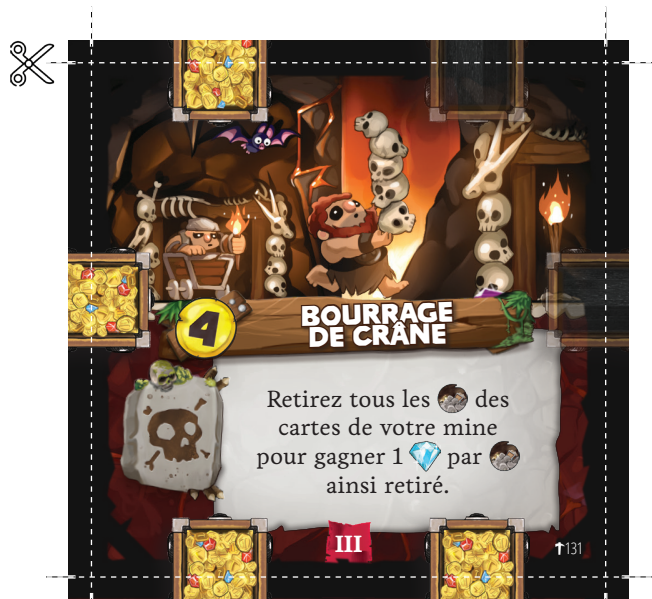 4
BOURRAGE
DE CRÂNE
Retirez tous les des
cartes de votre mine
pour gagner 1 par
ainsi retiré.
III
131